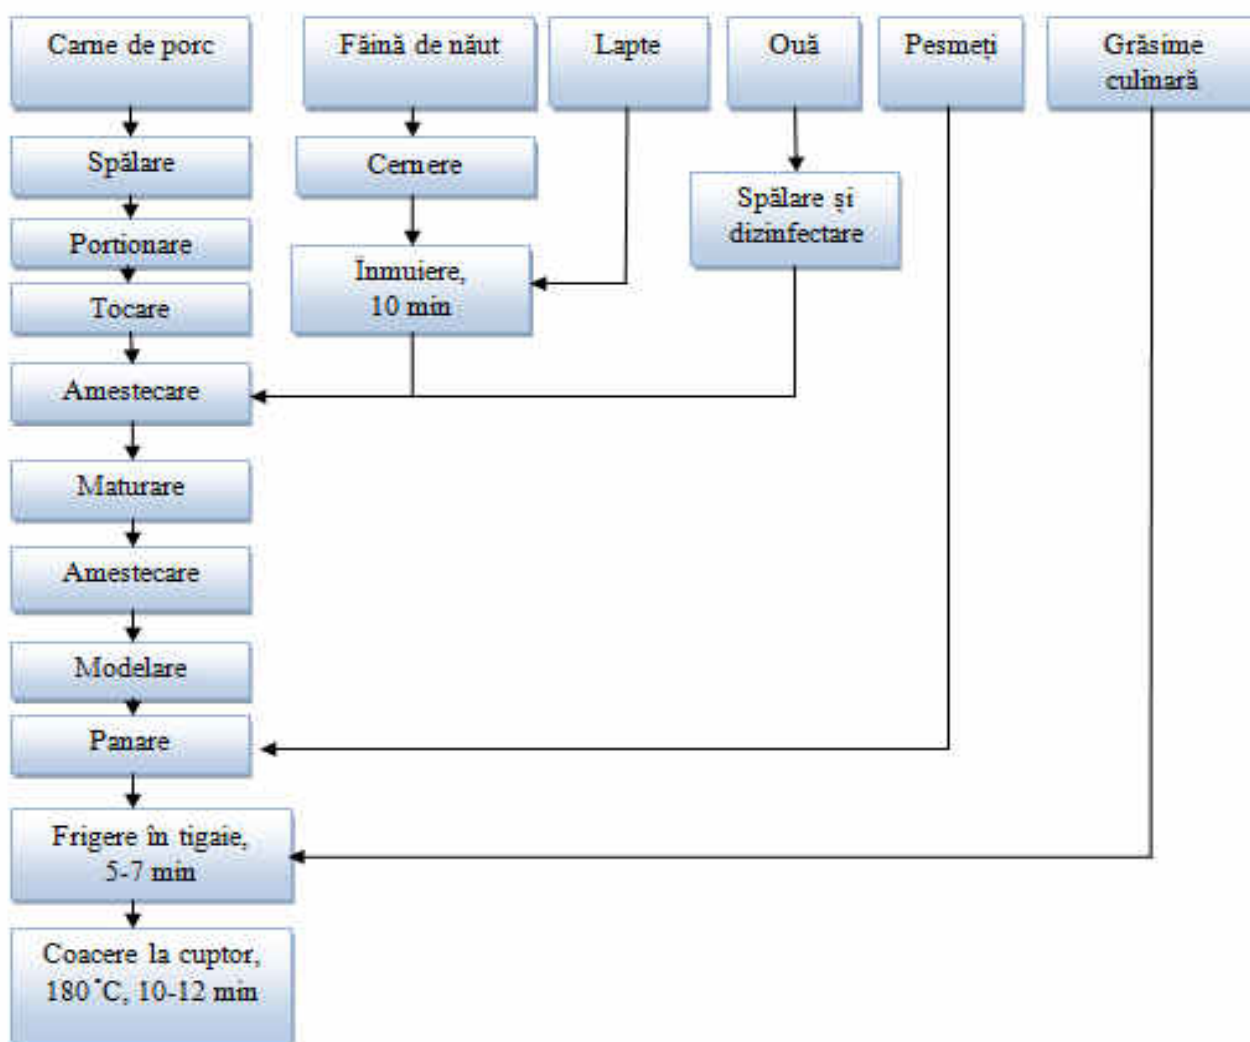 Carne de porc
Făină de năut
Lapte
Ouă
Pesmeți
Grăsime
culinară
Spălare
Cernere
Spălare și
dizinfectare
Portionare
Înmuiere,
10 min
Tocare
Amestecare
Maturare
Amestecare
Modelare
Panare
Frigere în tigaie,
5-7 min
Coacere la cuptor,
180˚C, 10-12 min